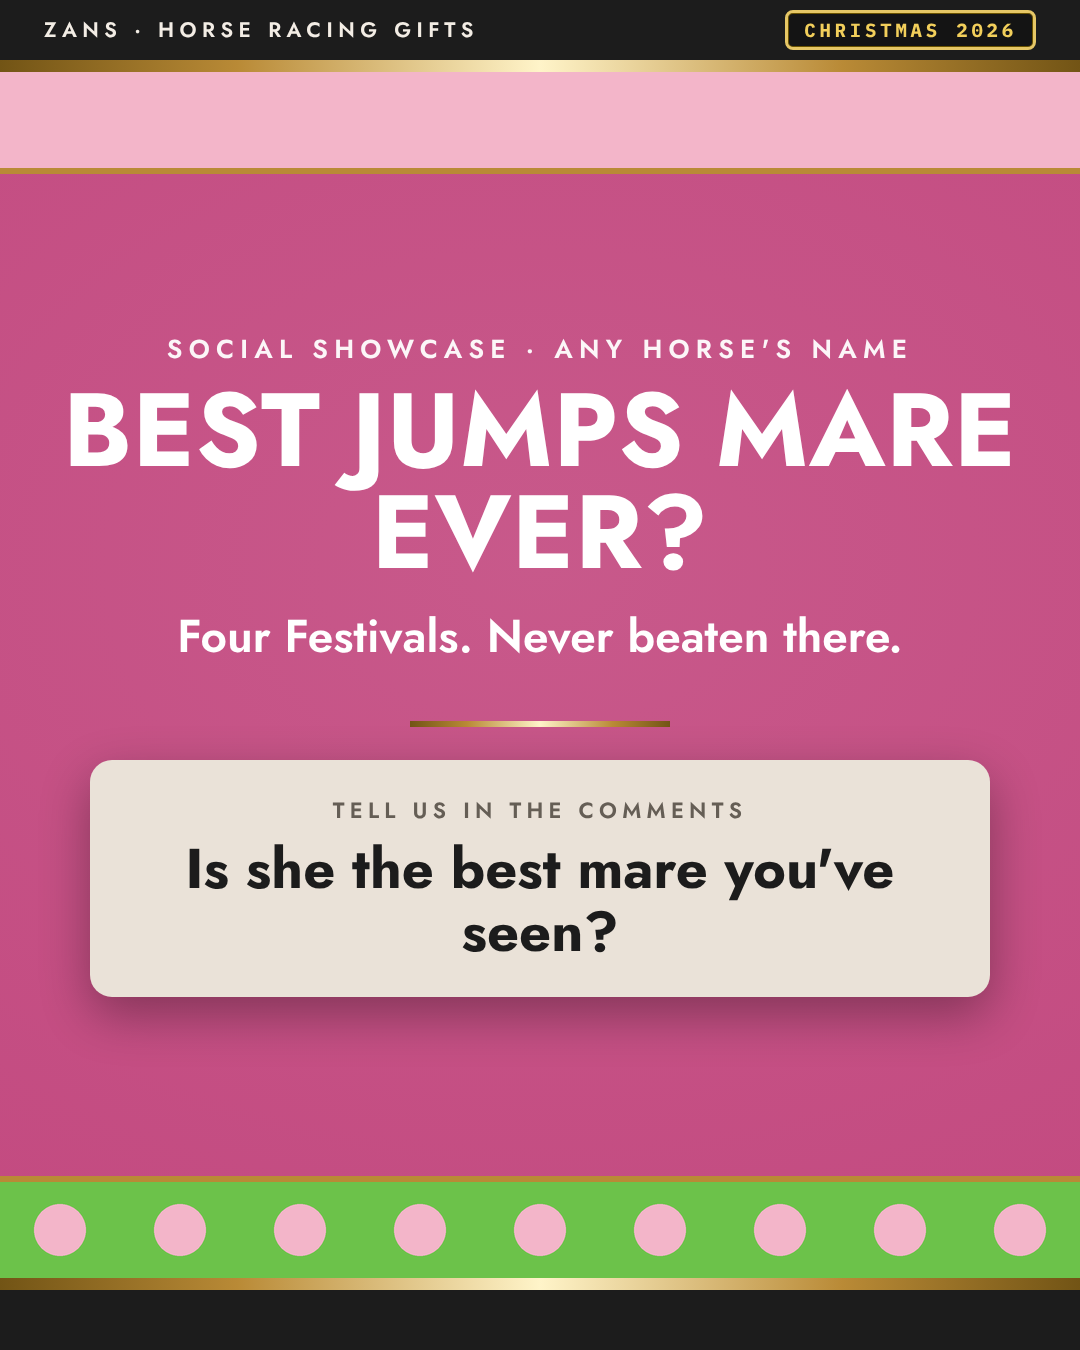 ZANS · HORSE RACING GIFTS
CHRISTMAS 2026
SOCIAL SHOWCASE · ANY HORSE'S NAME
BEST JUMPS MARE
EVER?
Four Festivals. Never beaten there.
TELL US IN THE COMMENTS
Is she the best mare you've
seen?